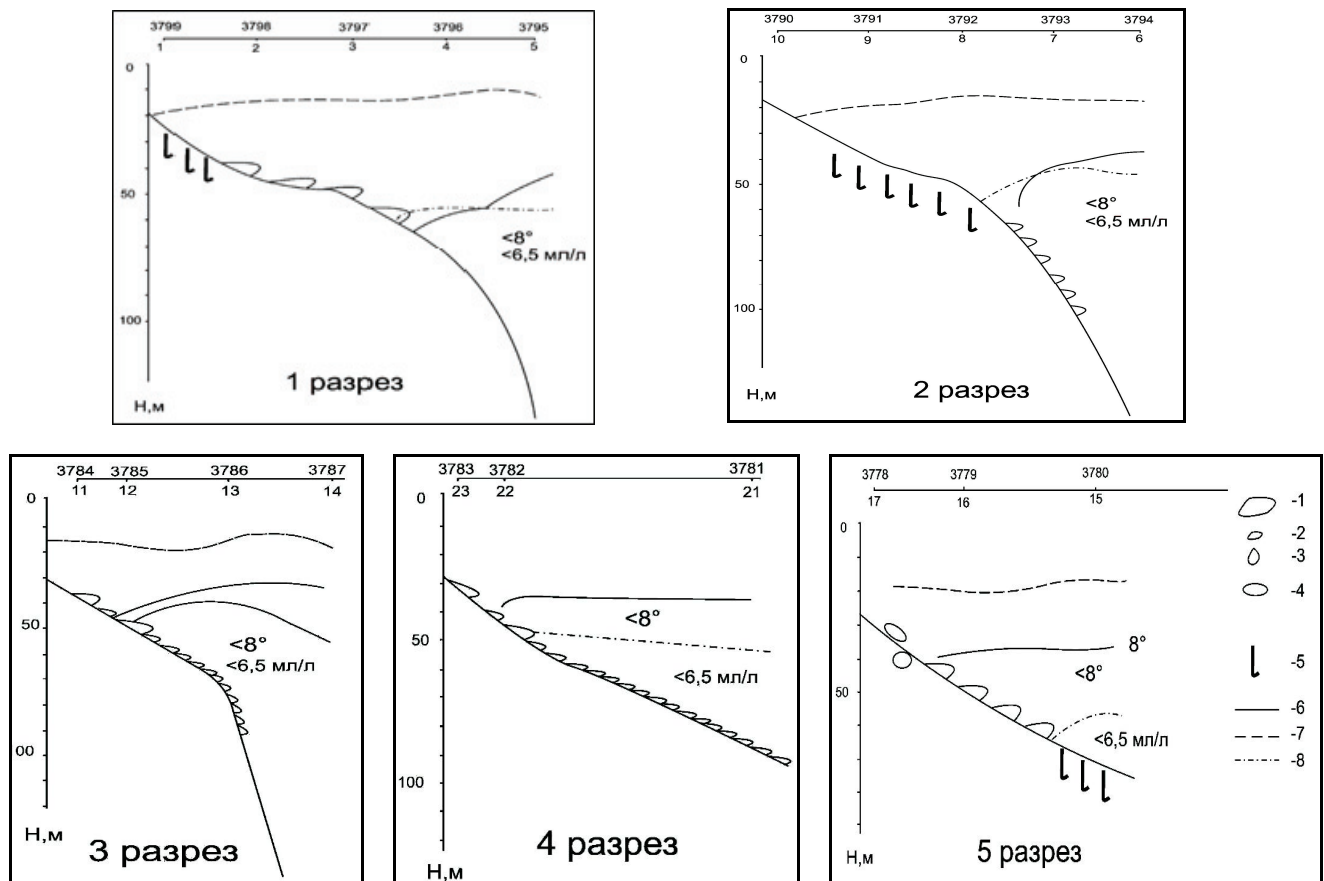 3799 3798 3797 3796 3795
1 2 3 4 5
0
50
100
<8°
<6,5 мл/л
1 разрез
Н,м
3790 3791 3792 3793 3794
10 9 8 7 6
0
50
100
<8°
<6,5 мл/л
2 разрез
Н,м
3784 3785 3786 3787
11 12 13 14
0
50
00
<8°
<6,5 мл/л
3 разрез
Н,м
3783 3782 3781
23 22 21
0
50
100
<8°
<6,5 мл/л
4 разрез
Н,м
3778 3779 3780
17 16 15
0
50
8°
<8°
<6,5 мл/л
5 разрез
Н,м
-1
-2
-3
-4
-5
-6
-7
-8